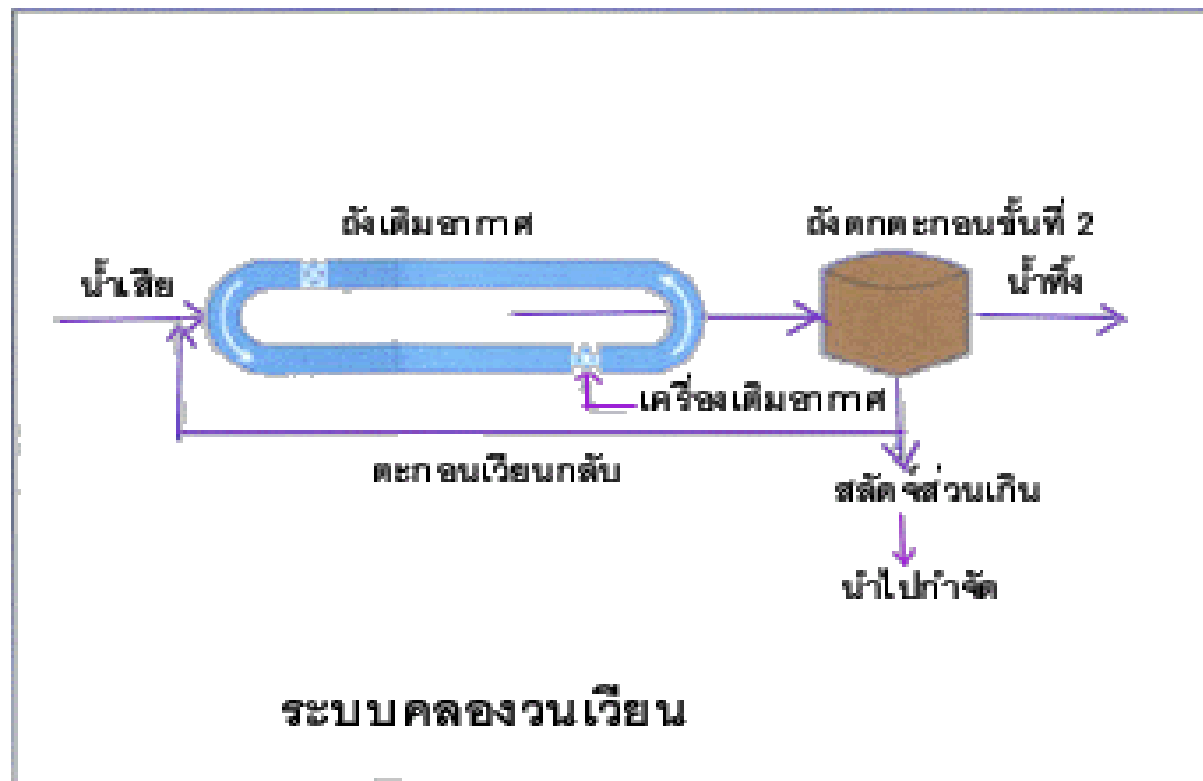 ถังเติมอากาศ
ถังตกตะกอนชั้นที่ 2
น้ำเสีย
น้ำทิ้ง
เครื่องเติมอากาศ
ตะกอนเวียนกลับ
สลัดจ์ส่วนเกิน
นำไปกำจัด
ระบบคลองวนเวียน